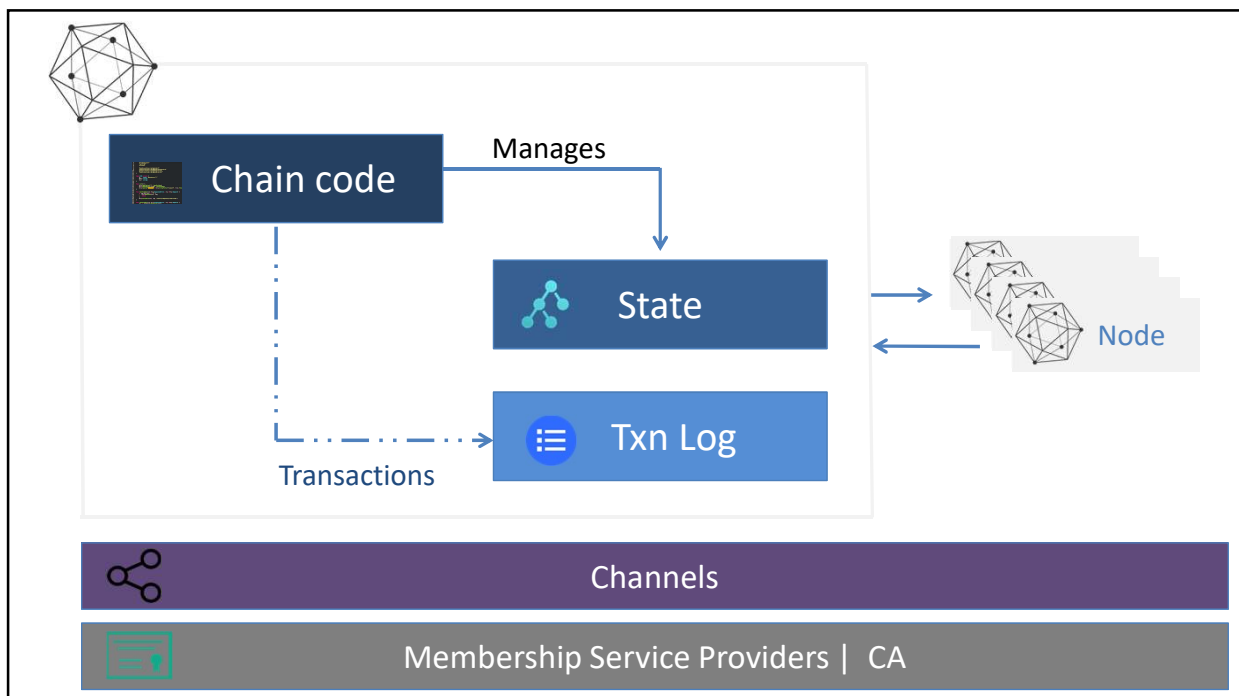 Chain code
Manages
State
Node
Txn Log
Transactions
Channels
Membership Service Providers | CA